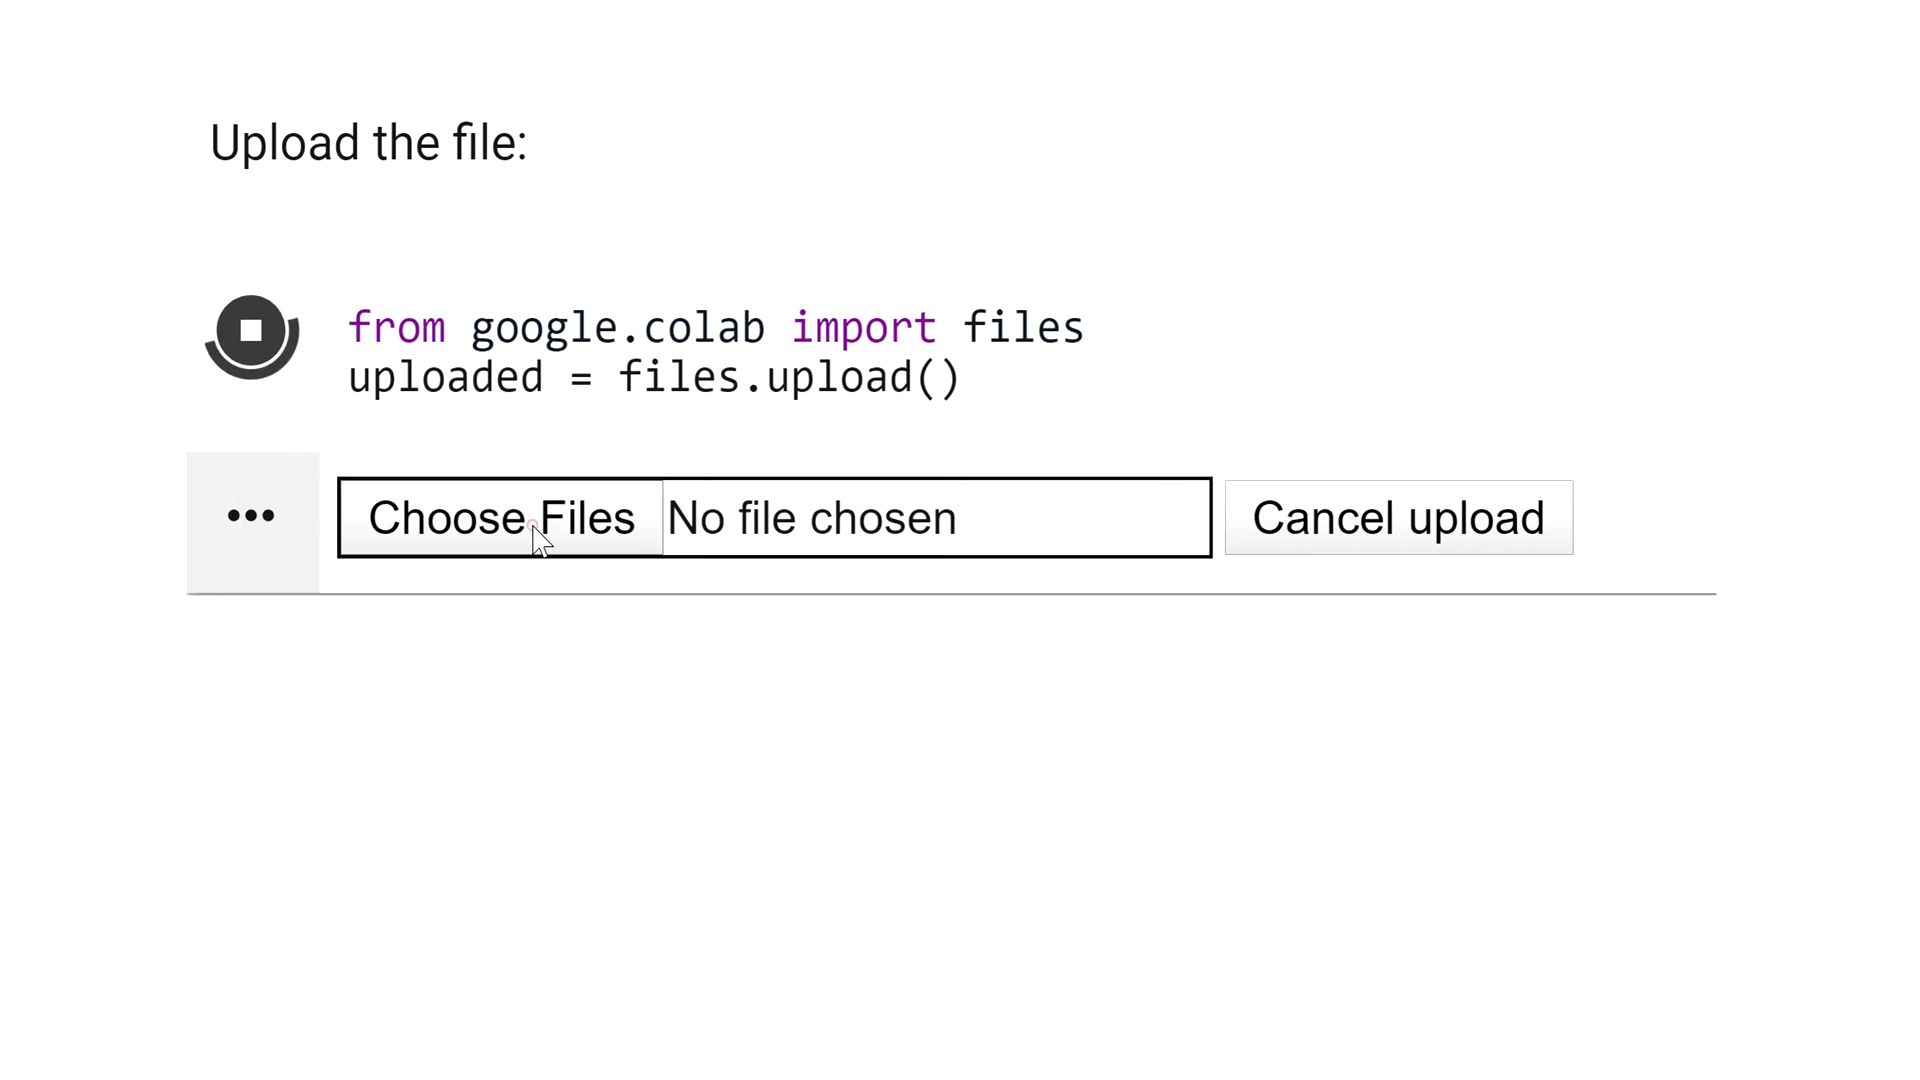 Upload the file:
from google.colab import files
uploaded = files.upload()
••• Choose Files No file chosen Cancel upload